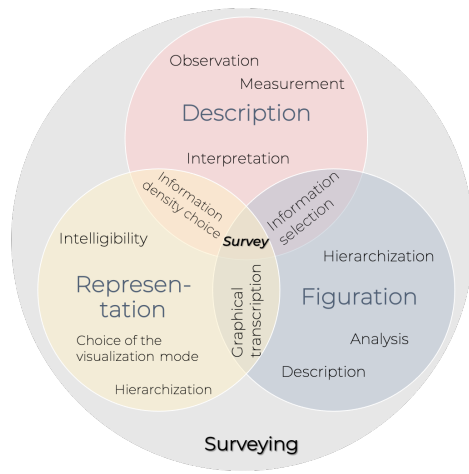 Observation
Measurement
Description
Interpretation
Information
density choice
Information
selection
Survey
Intelligibility
Represen-
tation
Choice of the
visualization mode
Hierarchization
Graphical
transcription
Hierarchization
Figuration
Analysis
Description
Surveying